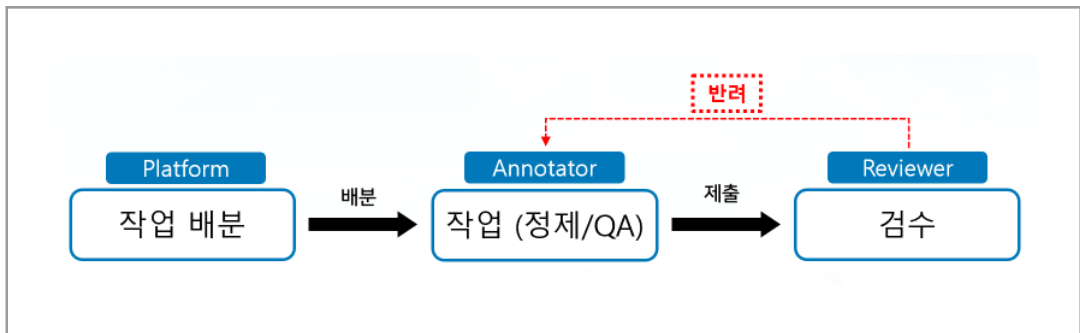 반려
Platform
Annotator
Reviewer
작업 배분
배분
작업 (정제/QA)
제출
검수